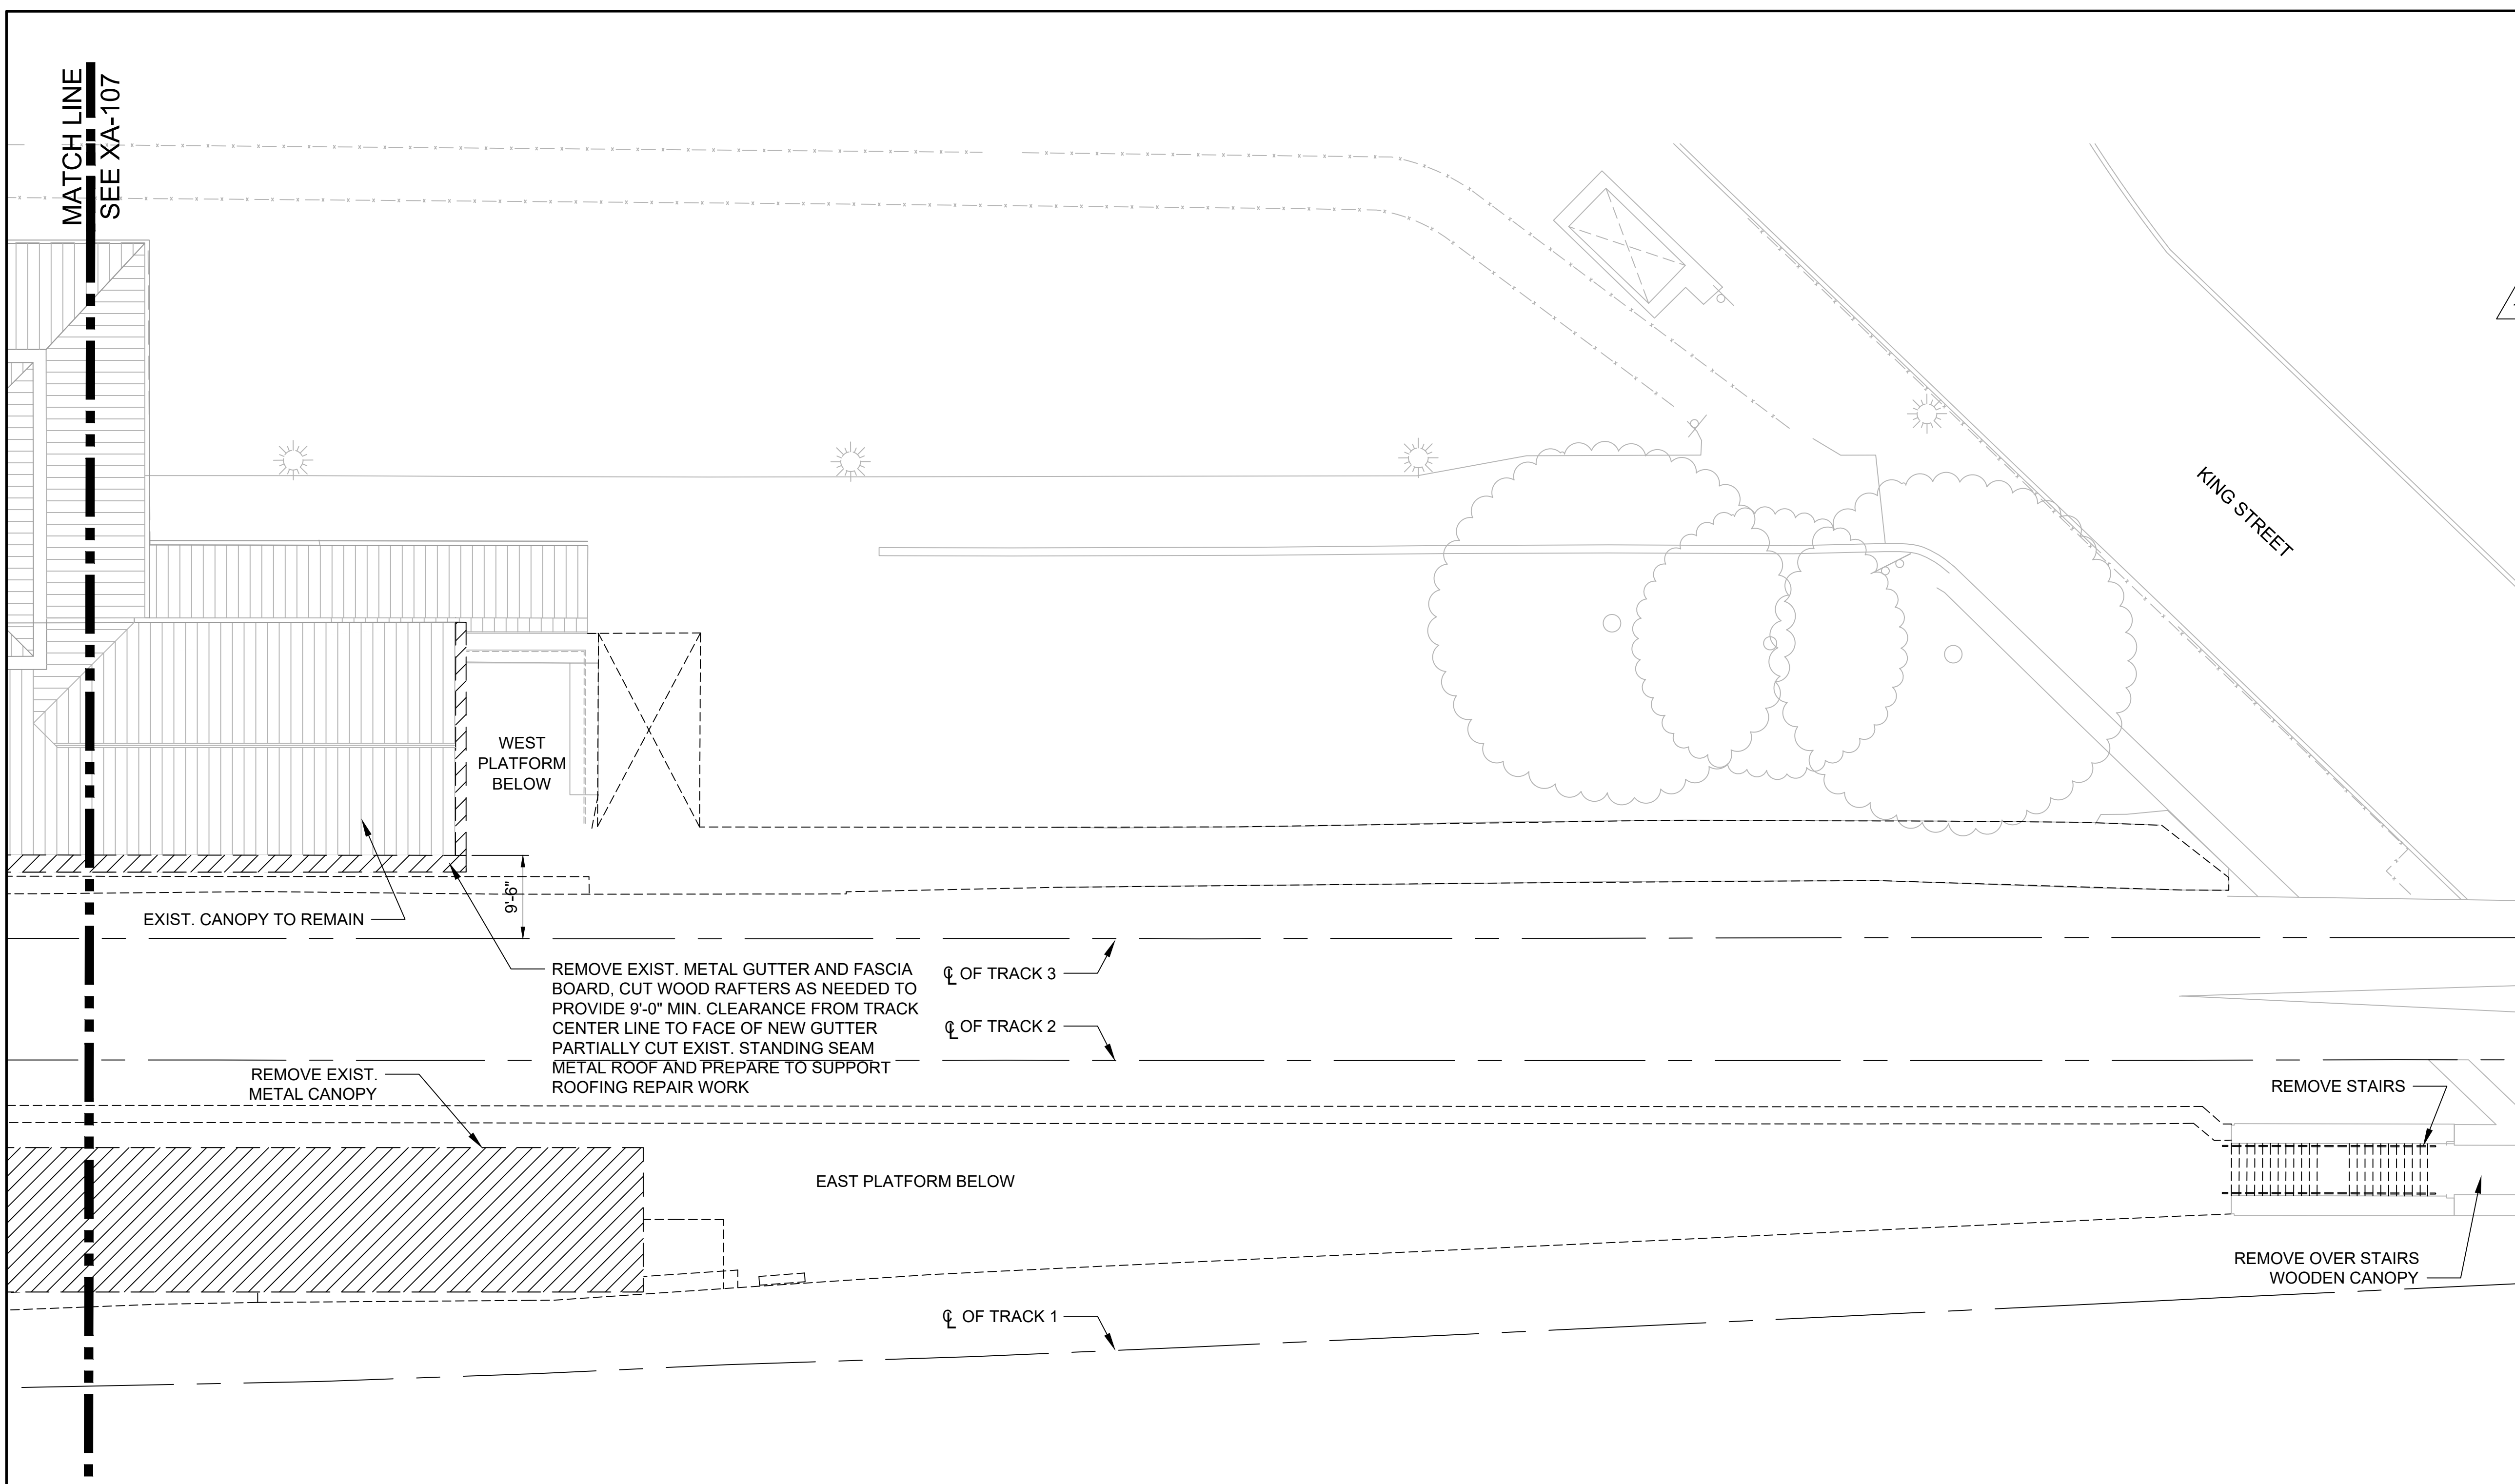 MATCH LINE
SEE XA-107
KING STREET
WEST
PLATFORM
BELOW
9'-6"
EXIST. CANOPY TO REMAIN
REMOVE EXIST. METAL GUTTER AND FASCIA
BOARD, CUT WOOD RAFTERS AS NEEDED TO
PROVIDE 9'-0" MIN. CLEARANCE FROM TRACK
CENTER LINE TO FACE OF NEW GUTTER
PARTIALLY CUT EXIST. STANDING SEAM
METAL ROOF AND PREPARE TO SUPPORT
ROOFING REPAIR WORK
℄ OF TRACK 3
℄ OF TRACK 2
REMOVE EXIST.
METAL CANOPY
REMOVE STAIRS
EAST PLATFORM BELOW
REMOVE OVER STAIRS
WOODEN CANOPY
℄ OF TRACK 1